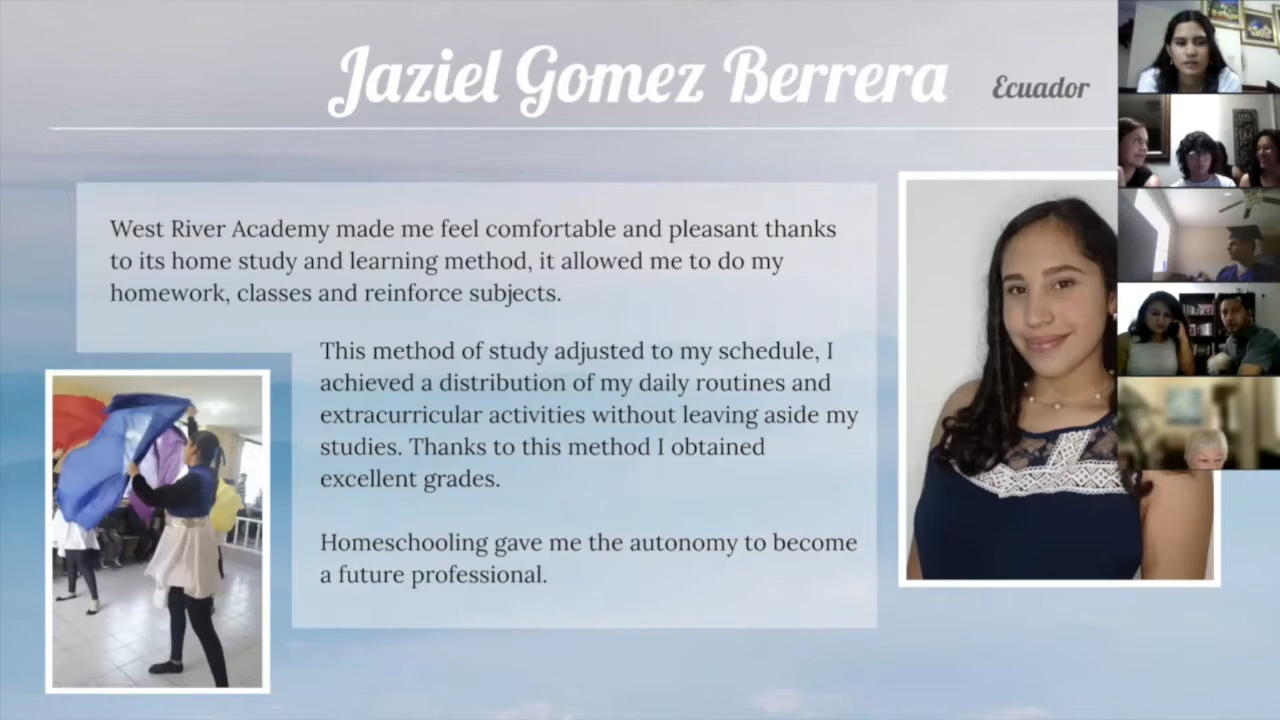 Jaziel Gomez Berrera
Ecuador
West River Academy made me feel comfortable and pleasant thanks
to its home study and learning method, it allowed me to do my
homework, classes and reinforce subjects.
This method of study adjusted to my schedule, I
achieved a distribution of my daily routines and
extracurricular activities without leaving aside my
studies. Thanks to this method I obtained
excellent grades.
Homeschooling gave me the autonomy to become
a future professional.